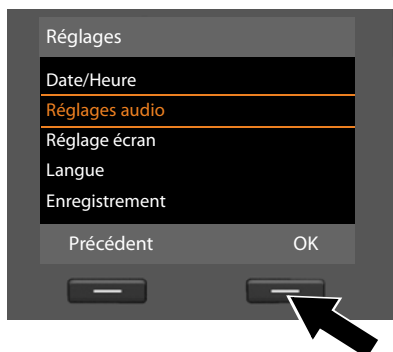 Réglages
Date/Heure
Réglages audio
Réglage écran
Langue
Enregistrement
Précédent OK